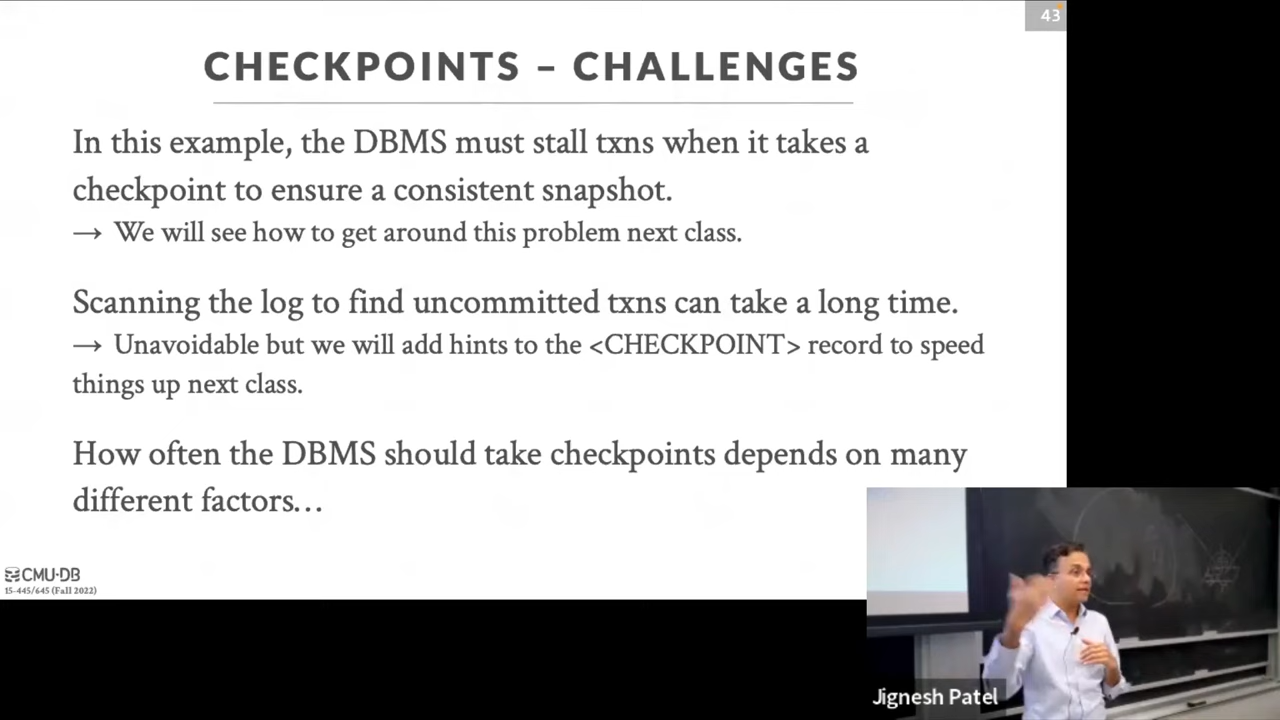 43
CHECKPOINTS – CHALLENGES
In this example, the DBMS must stall txns when it takes a
checkpoint to ensure a consistent snapshot.
→ We will see how to get around this problem next class.
Scanning the log to find uncommitted txns can take a long time.
→ Unavoidable but we will add hints to the <CHECKPOINT> record to speed
things up next class.
How often the DBMS should take checkpoints depends on many
different factors…
CMU·DB
15-445/645 (Fall 2022)
Jignesh Patel